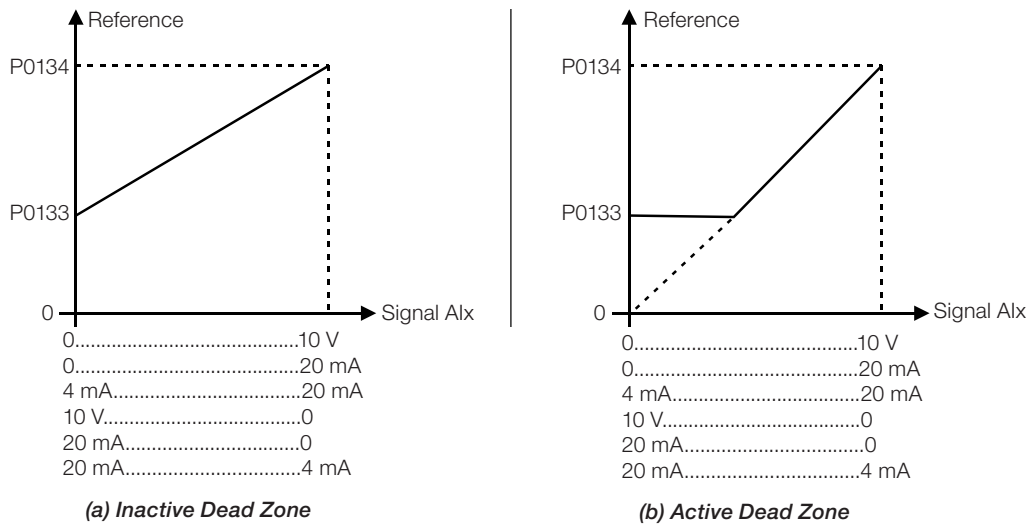 Reference
P0134
P0133
0
Signal AIx
0.......................................10 V
0.......................................20 mA
4 mA.................................20 mA
10 V...................................0
20 mA...............................0
20 mA...............................4 mA
(a) Inactive Dead Zone
Reference
P0134
P0133
0
Signal AIx
0.......................................10 V
0.......................................20 mA
4 mA.................................20 mA
10 V...................................0
20 mA................................0
20 mA...............................4 mA
(b) Active Dead Zone